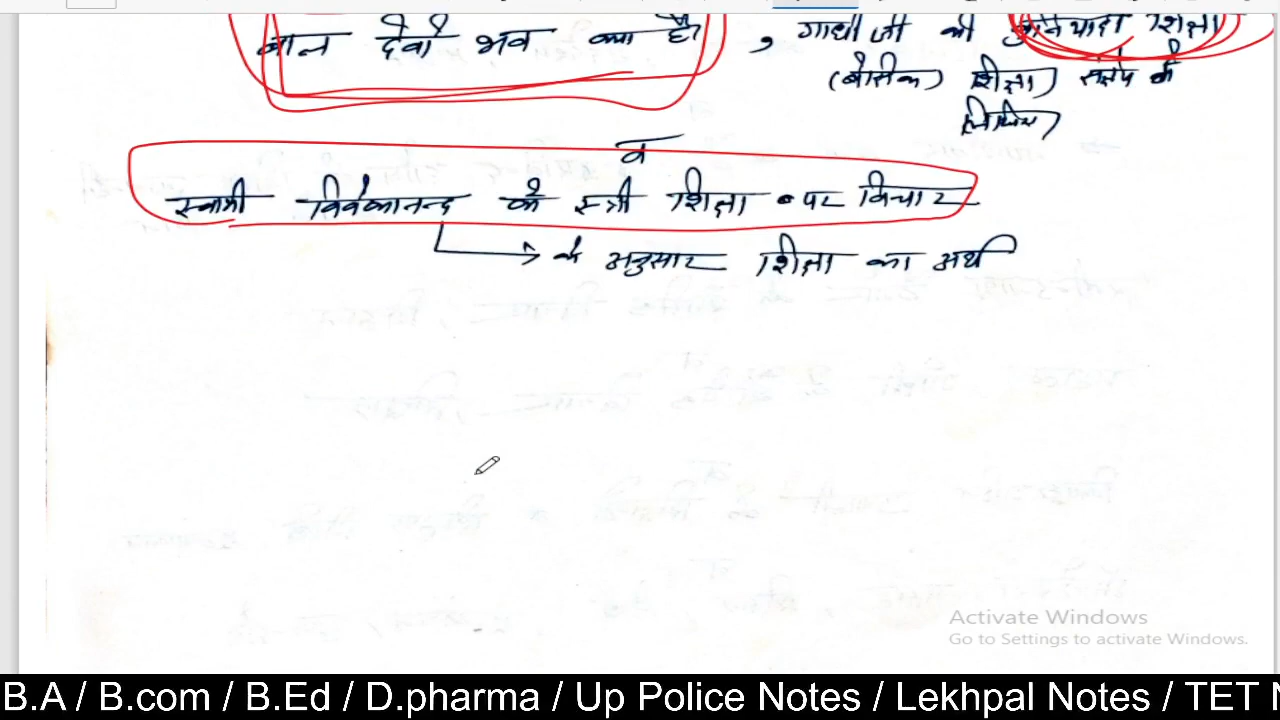 बाल देवो भव क्या है, गांधी जी की बुनियादी शिक्षा
(बेसिक) शिक्षा) स्पष्ट
व
स्वामी विवेकानन्द के स्त्री शिक्षा पर विचार
के अनुसार शिक्षा का अर्थ
Activate Windows
Go to Settings to activate Windows.
B.A / B.com / B.Ed / D.pharma / Up Police Notes / Lekhpal Notes / TET N